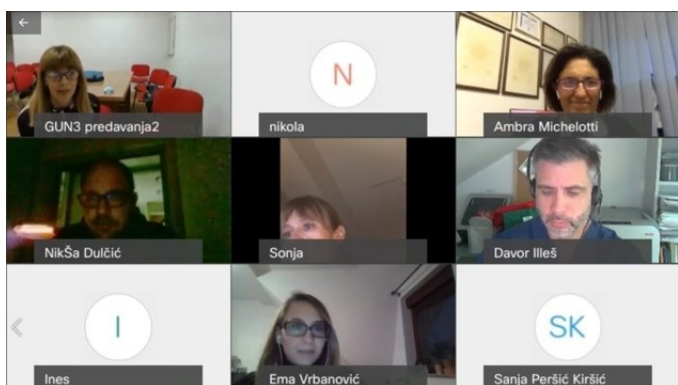 GUN3 predavanja2
N
nikola
Ambra Michelotti
NikŠa Dulčić
Sonja
Davor Illeš
I
Ines
Ema Vrbanović
SK
Sanja Peršić Kiršić